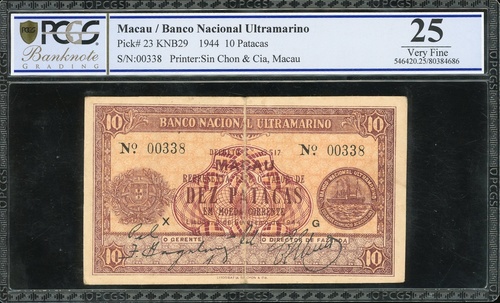 PCGS
Banknote
GRADING
Macau / Banco Nacional Ultramarino
Pick# 23 KNB29 1944 10 Patacas
S/N:00338 Printer:Sin Chon & Cia, Macau
25
Very Fine
546420.25/80384686
BANCO NACIONAL ULTRAMARINO
10 10
Nº 00338 Nº 00338
517
MACAU
DEZ PATACAS
EM MOEDA CORRENTE
X G
O GERENTE O DIRECTOR DE FAZENDA
10 10